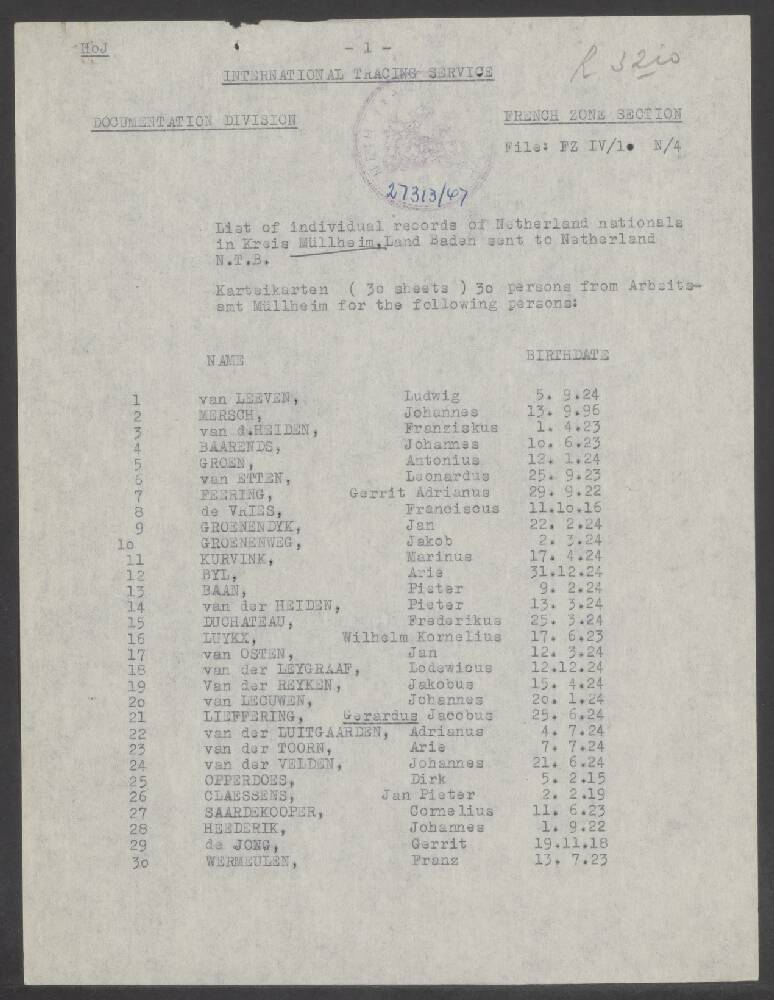 HoJ
- 1 -
R 3210
INTERNATIONAL TRACING SERVICE
DOCUMENTATION DIVISION
FRENCH ZONE SECTION
File: FZ IV/1. N/4
27313/47
List of individual records of Netherland nationals
in Kreis Müllheim, Land Baden sent to Netherland
N.T.B.
Karteikarten ( 3o sheets ) 3o persons from Arbeits-
amt Müllheim for the following persons:
NAME BIRTHDATE
1 van LEEVEN, Ludwig 5. 9.24
2 MERSCH, Johannes 13. 9.96
3 van d.HEIDEN, Franziskus 1. 4.23
4 BAARENDS, Johannes 1o. 6.23
5 GROEN, Antonius 12. 1.24
6 van ETTEN, Leonardus 25. 9.23
7 FEERING, Gerrit Adrianus 29. 9.22
8 de VRIES, Franciscus 11.1o.16
9 GROENENDYK, Jan 22. 2.24
1o GROENENWEG, Jakob 2. 3.24
11 KURVINK, Marinus 17. 4.24
12 BYL, Arie 31.12.24
13 BAAN, Pieter 9. 2.24
14 van der HEIDEN, Pieter 13. 3.24
15 DUCHATEAU, Frederikus 25. 3.24
16 LUYKX, Wilhelm Kornelius 17. 6.23
17 van OSTEN, Jan 12. 3.24
18 van der LEYGRAAF, Lodewicus 12.12.24
19 Van der REYKEN, Jakobus 15. 4.24
2o van LECUWEN, Johannes 2o. 1.24
21 LIEFFERING, Gerardus Jacobus 25. 6.24
22 van der LUITGAARDEN, Adrianus 4. 7.24
23 van der TOORN, Arie 7. 7.24
24 van der VELDEN, Johannes 21. 6.24
25 OPPERDOES, Dirk 5. 2.15
26 CLAESSENS, Jan Pieter 2. 2.19
27 SAARDEKOOPER, Cornelius 11. 6.23
28 HEEDERIK, Johannes 1. 9.22
29 de JONG, Gerrit 19.11.18
3o WERMEULEN, Franz 13. 7.23